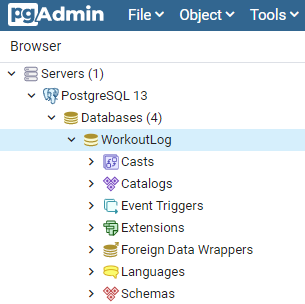 pgAdmin File Object Tools
Browser
Servers (1)
PostgreSQL 13
Databases (4)
WorkoutLog
Casts
Catalogs
Event Triggers
Extensions
Foreign Data Wrappers
Languages
Schemas